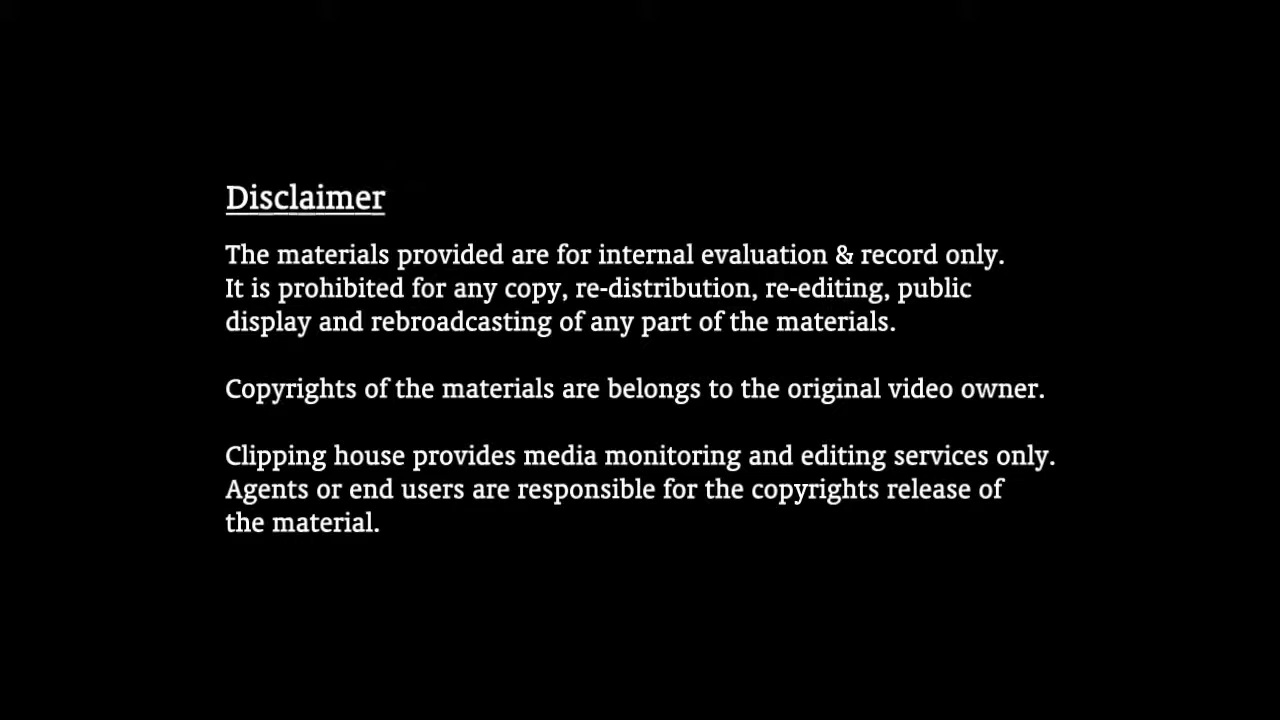 Disclaimer
The materials provided are for internal evaluation & record only.
It is prohibited for any copy, re-distribution, re-editing, public
display and rebroadcasting of any part of the materials.
Copyrights of the materials are belongs to the original video owner.
Clipping house provides media monitoring and editing services only.
Agents or end users are responsible for the copyrights release of
the material.